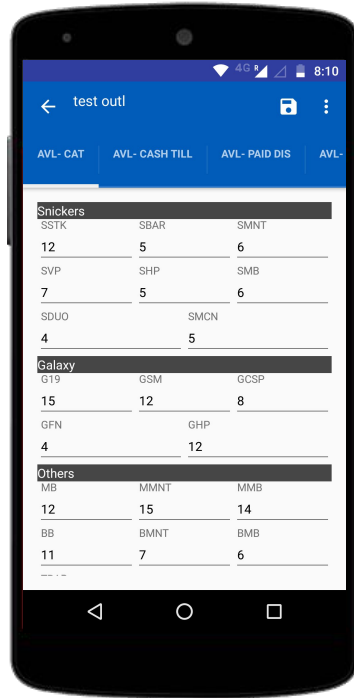 4G R 8:10
test outl
AVL- CAT AVL- CASH TILL AVL- PAID DIS AVL-
Snickers
SSTK SBAR SMNT
12 5 6
SVP SHP SMB
7 5 6
SDUO SMCN
4 5
Galaxy
G19 GSM GCSP
15 12 8
GFN GHP
4 12
Others
MB MMNT MMB
12 15 14
BB BMNT BMB
11 7 6